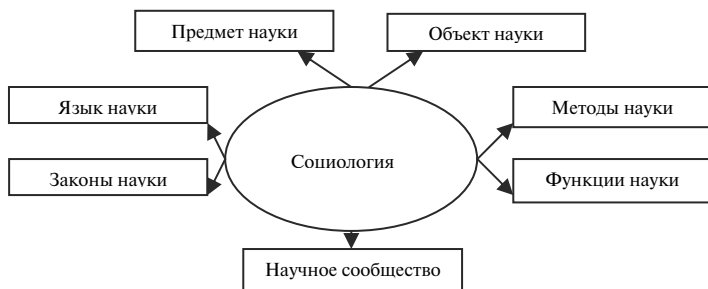 Предмет науки
Объект науки
Язык науки
Методы науки
Социология
Законы науки
Функции науки
Научное сообщество